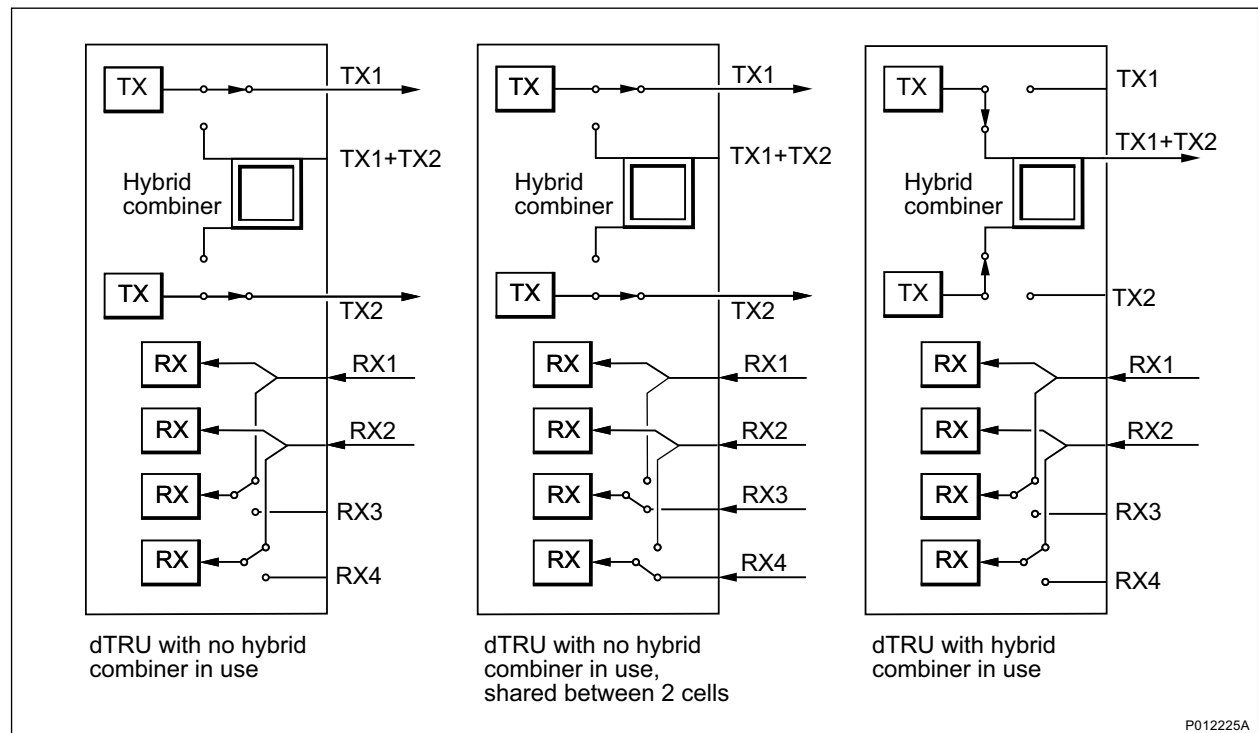 TX
TX1
TX1+TX2
Hybrid
combiner
TX
TX2
RX
RX1
RX
RX2
RX
RX3
RX
RX4
dTRU with no hybrid
combiner in use
TX
TX1
TX1+TX2
Hybrid
combiner
TX
TX2
RX
RX1
RX
RX2
RX
RX3
RX
RX4
dTRU with no hybrid
combiner in use,
shared between 2 cells
TX
TX1
TX1+TX2
Hybrid
combiner
TX
TX2
RX
RX1
RX
RX2
RX
RX3
RX
RX4
dTRU with hybrid
combiner in use
P012225A